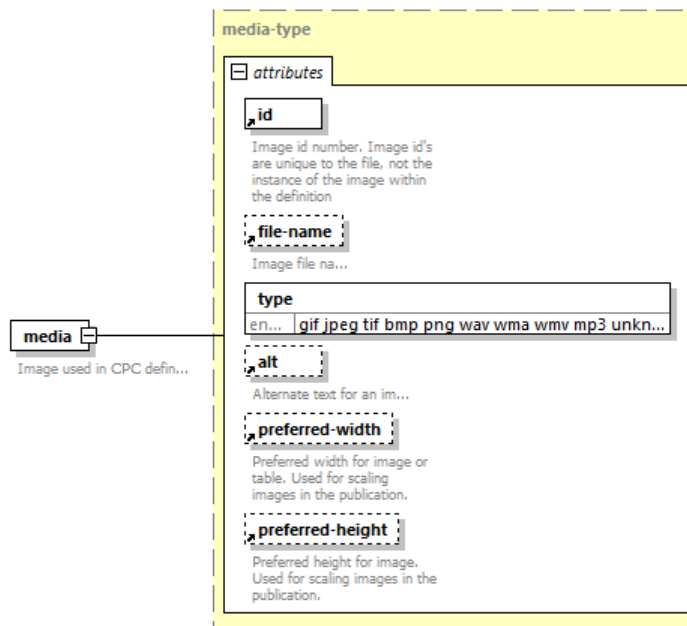 media-type
attributes
id
Image id number. Image id's
are unique to the file, not the
instance of the image within
the definition
file-name
Image file na...
type
en... gif jpeg tif bmp png wav wma wmv mp3 unkn...
media
Image used in CPC defin...
alt
Alternate text for an im...
preferred-width
Preferred width for image or
table. Used for scaling
images in the publication.
preferred-height
Preferred height for image.
Used for scaling images in the
publication.